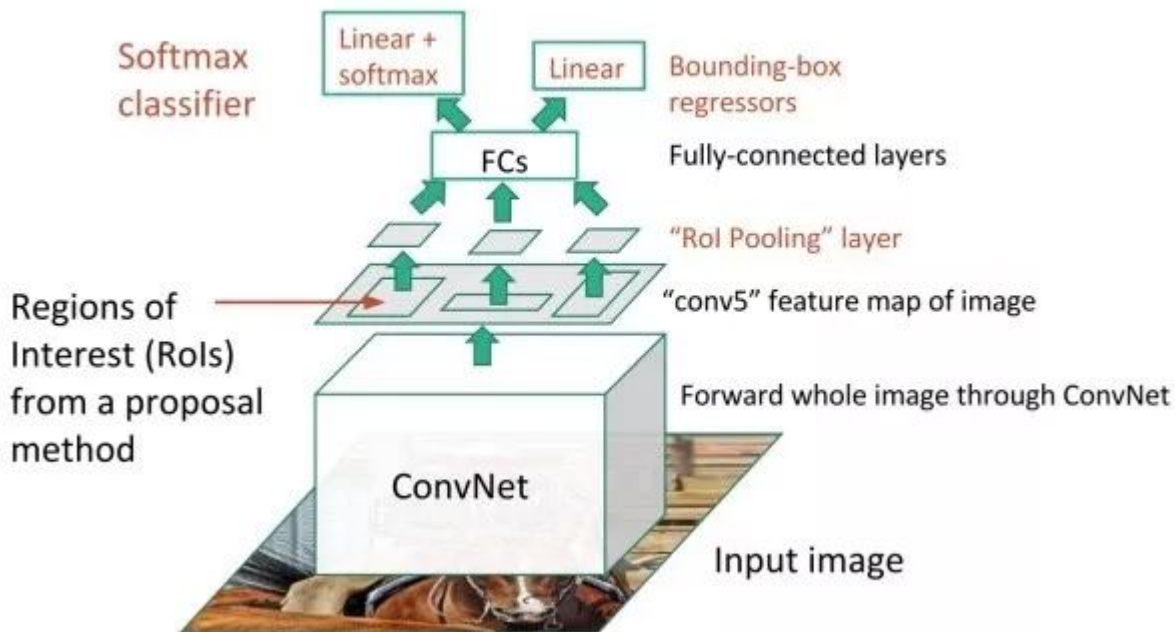 Softmax
classifier
Linear +
softmax
Linear
Bounding-box
regressors
FCs
Fully-connected layers
"RoI Pooling" layer
Regions of
Interest (RoIs)
from a proposal
method
"conv5" feature map of image
Forward whole image through ConvNet
ConvNet
Input image